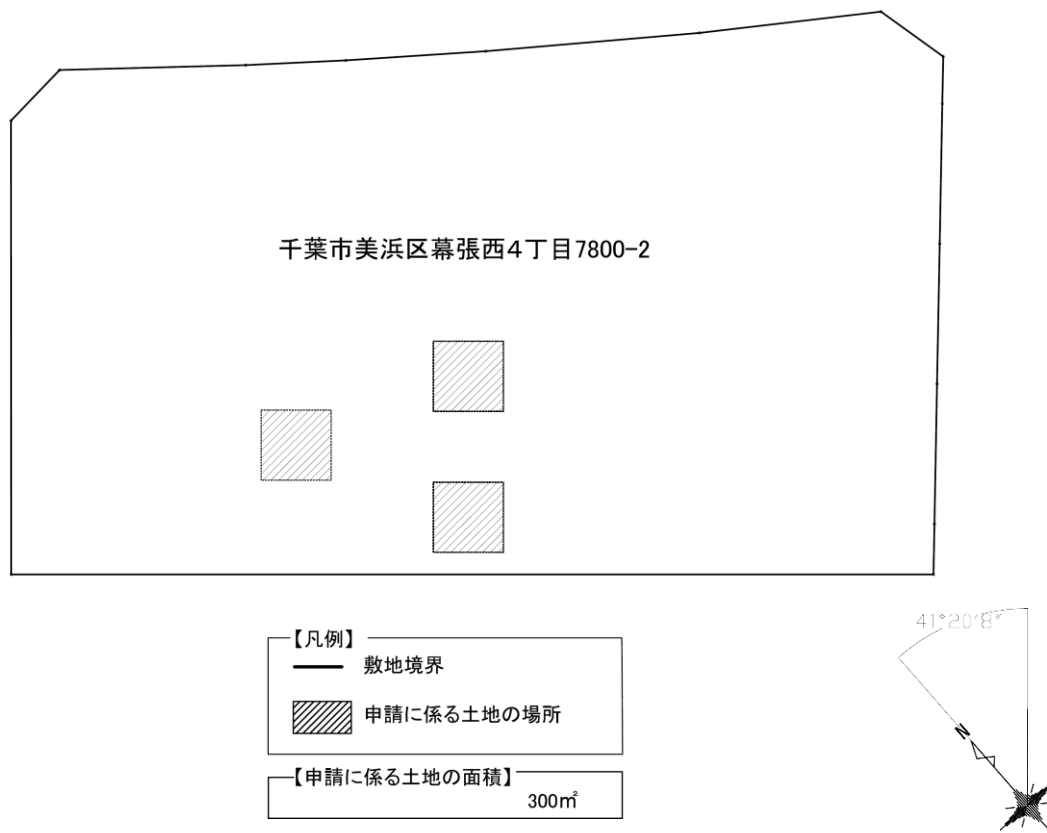 千葉市美浜区幕張西4丁目7800-2
【凡例】
敷地境界
申請に係る土地の場所
【申請に係る土地の面積】
300㎡
41°20′8″
N